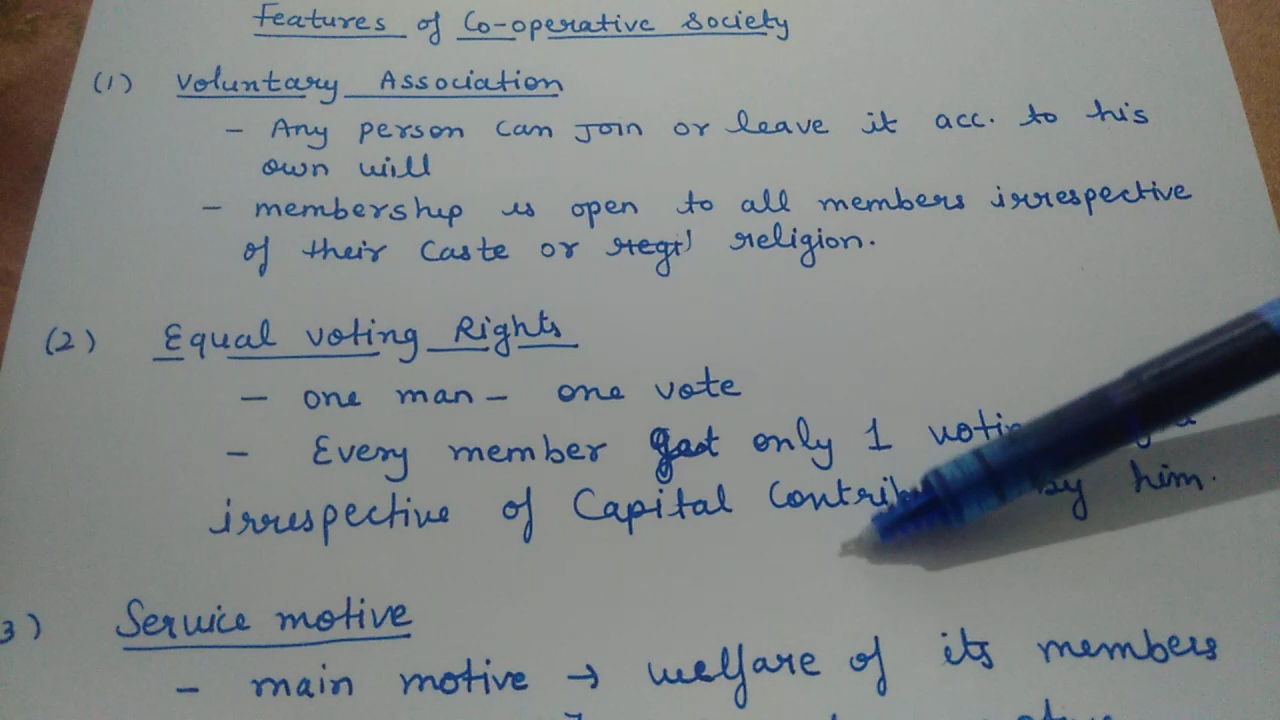 Features of Co-operative Society
(1) Voluntary Association
- Any person can Join or leave it acc. to his
own will
- membership is open to all members irrespective
of their Caste or religion.
(2) Equal voting Rights
- one man - one vote
- Every member get only 1
irrespective of Capital by him.
3) Service motive
- main motive → welfare of its members